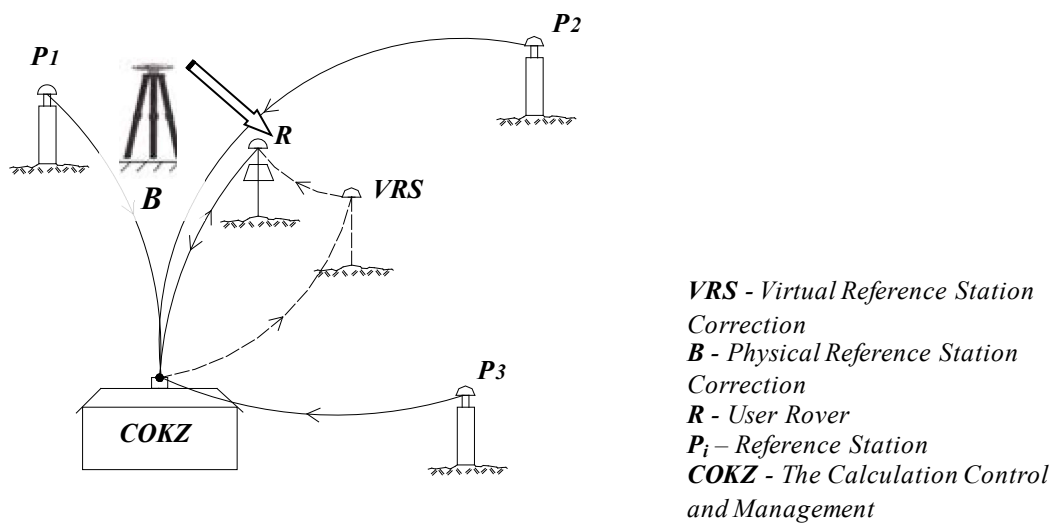 P1
P2
B
R
VRS
P3
COKZ
VRS - Virtual Reference Station
Correction
B - Physical Reference Station
Correction
R - User Rover
Pi – Reference Station
COKZ - The Calculation Control
and Management